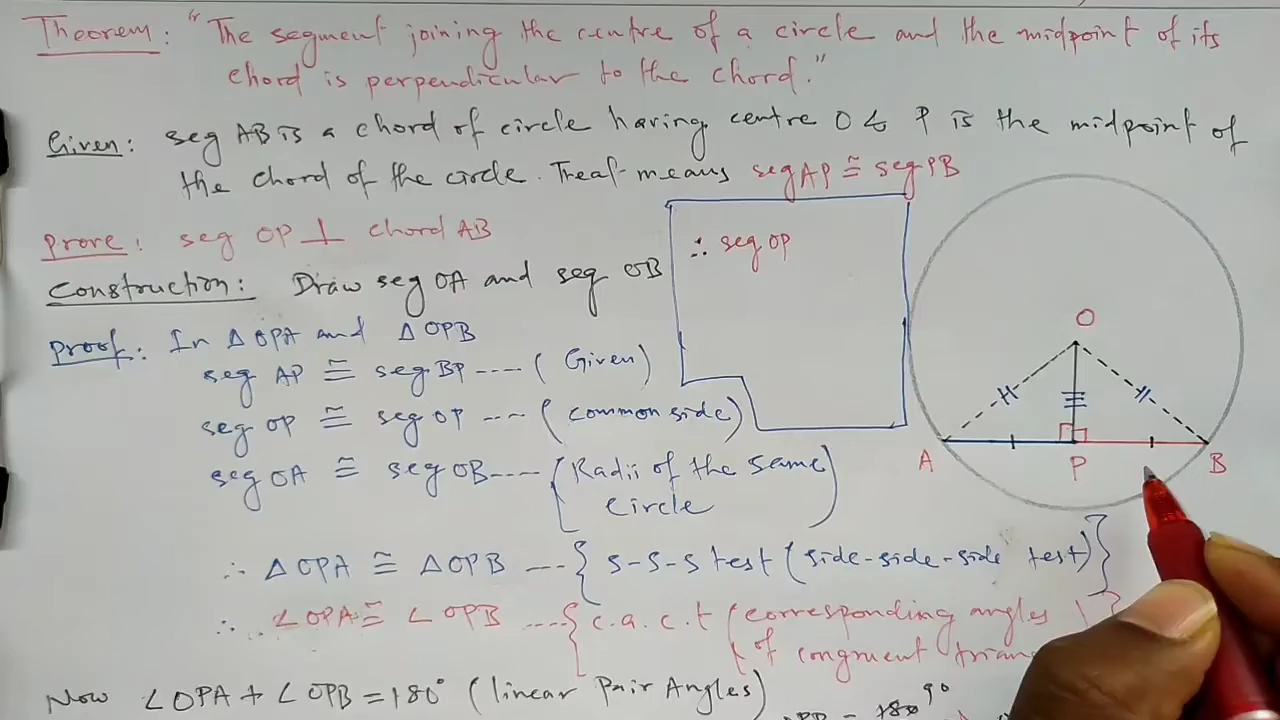 Theorem: "The segment joining the centre of a circle and the midpoint of its
chord is perpendicular to the chord."
Given: seg AB is a chord of circle having centre O & P is the midpoint of
the chord of the circle. Treat means seg AP ≅ seg PB
Prove: seg OP ⊥ chord AB
Construction: Draw seg OA and seg OB
Proof: In Δ OPA and Δ OPB
seg AP ≅ seg BP ---- (Given)
seg OP ≅ seg OP ---- (common side)
seg OA ≅ seg OB ---- (Radii of the same
circle)
∴ Δ OPA ≅ Δ OPB --- {S-S-S test (side-side-side test)}
∴ ∠OPA ≅ ∠OPB ---- {c.a.c.t (corresponding angles
of congruent
Now ∠OPA + ∠OPB = 180° (linear Pair Angles)
∴ seg OP
O
A
P
B
180 90